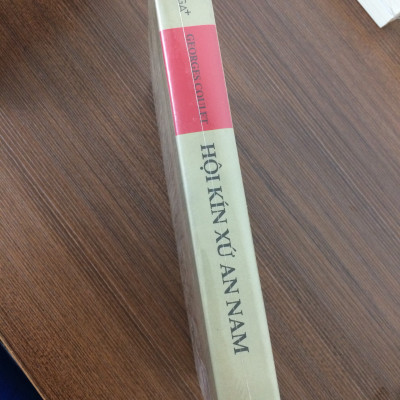 GEORGES COULET
HỘI KÍN XỨ AN NAM